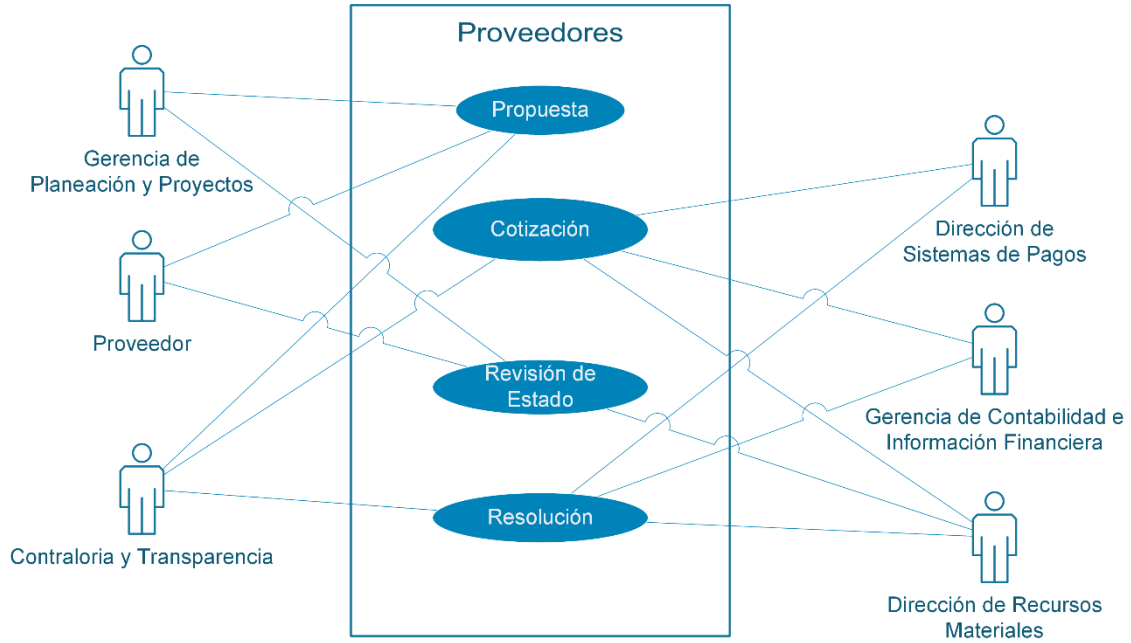 Proveedores
Propuesta
Cotización
Revisión de
Estado
Resolución
Gerencia de
Planeación y Proyectos
Proveedor
Contraloria y Transparencia
Dirección de
Sistemas de Pagos
Gerencia de Contabilidad e
Información Financiera
Dirección de Recursos
Materiales